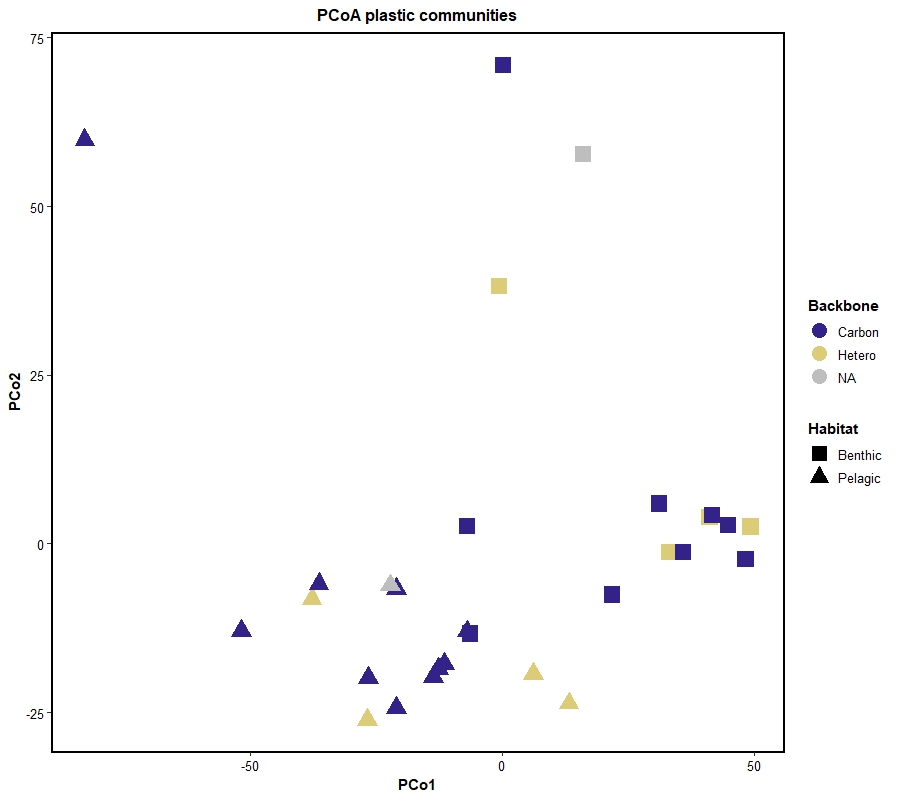 PCoA plastic communities
75
50
25
0
-25
PCo2
-50
0
50
PCo1
Backbone
Carbon
Hetero
NA
Habitat
Benthic
Pelagic